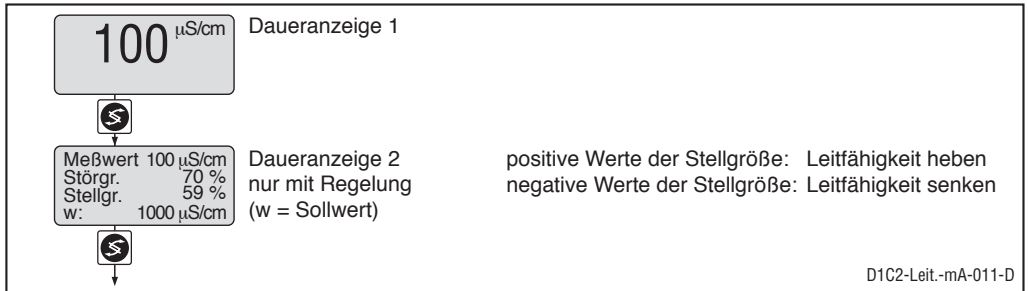 100 µS/cm
Daueranzeige 1
Meßwert 100 µS/cm
Störgr. 70 %
Stellgr. 59 %
w: 1000 µS/cm
Daueranzeige 2
nur mit Regelung
(w = Sollwert)
positive Werte der Stellgröße: Leitfähigkeit heben
negative Werte der Stellgröße: Leitfähigkeit senken
D1C2-Leit.-mA-011-D